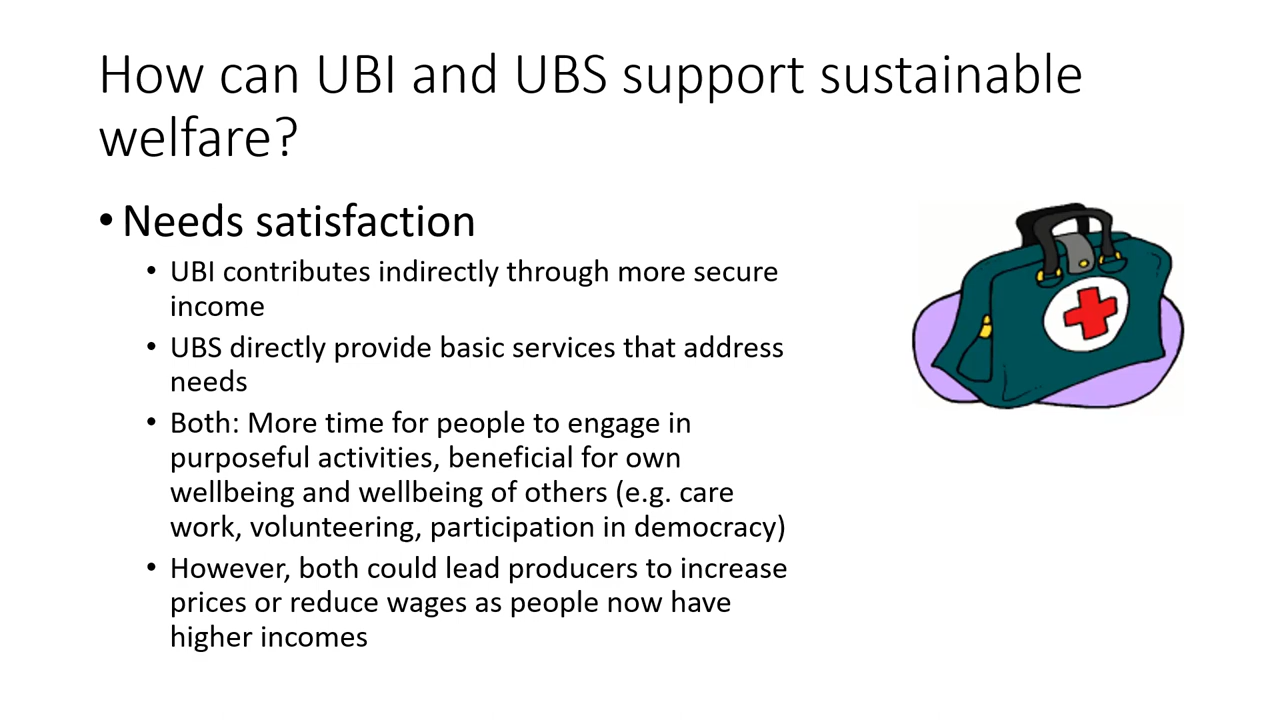 How can UBI and UBS support sustainable
welfare?
• Needs satisfaction
• UBI contributes indirectly through more secure
income
• UBS directly provide basic services that address
needs
• Both: More time for people to engage in
purposeful activities, beneficial for own
wellbeing and wellbeing of others (e.g. care
work, volunteering, participation in democracy)
• However, both could lead producers to increase
prices or reduce wages as people now have
higher incomes